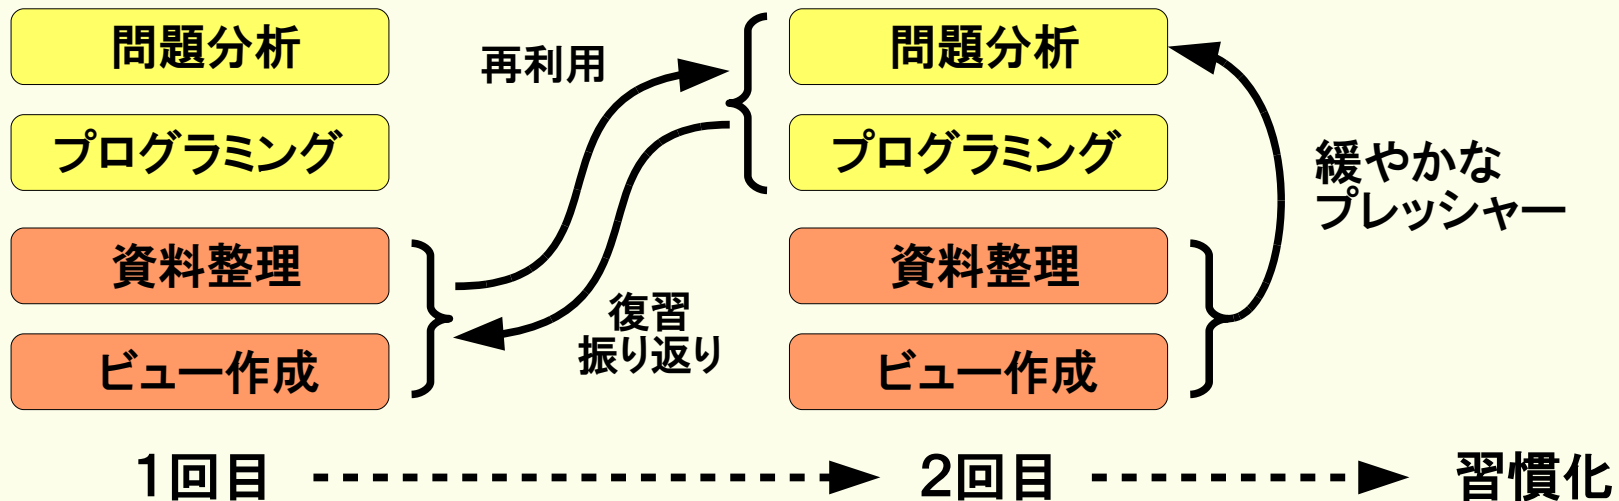 問題分析
プログラミング
資料整理
ビュー作成
再利用
復習
振り返り
問題分析
プログラミング
資料整理
ビュー作成
緩やかな
プレッシャー
1回目
2回目
習慣化